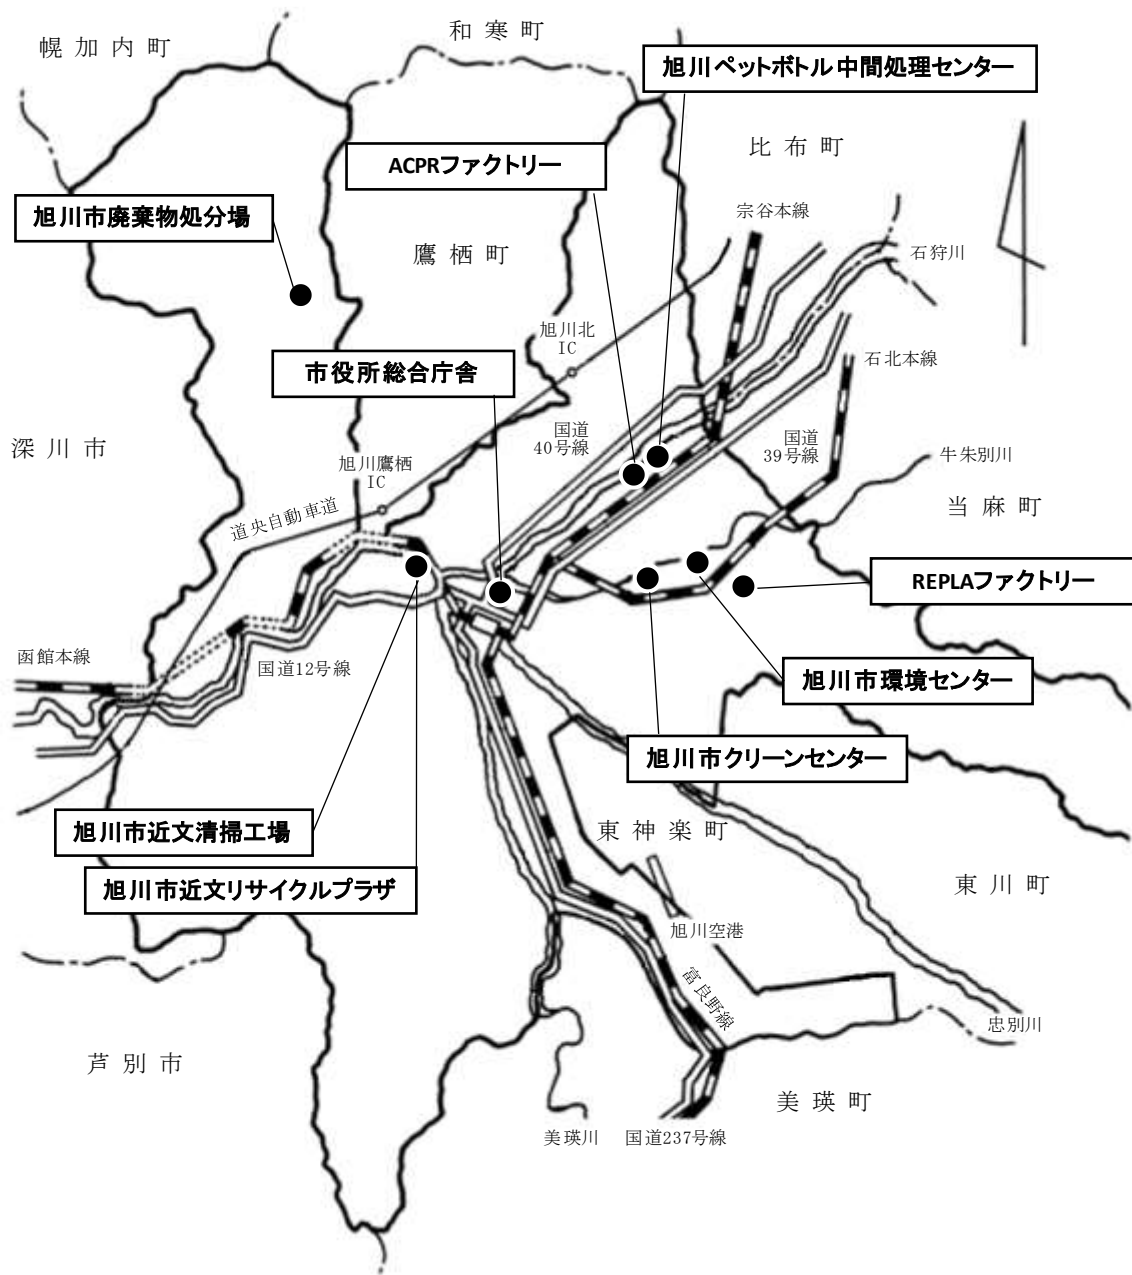 和寒町
幌加内町
旭川ペットボトル中間処理センター
比布町
ACPRファクトリー
旭川市廃棄物処分場
宗谷本線
鷹栖町
石狩川
旭川北
IC
石北本線
市役所総合庁舎
国道
40号線
国道
39号線
深川市
旭川鷹栖
IC
牛朱別川
当麻町
道央自動車道
REPLAファクトリー
函館本線
国道12号線
旭川市環境センター
旭川市クリーンセンター
旭川市近文清掃工場
東神楽町
旭川市近文リサイクルプラザ
東川町
旭川空港
富良野線
忠別川
芦別市
美瑛町
美瑛川
国道237号線